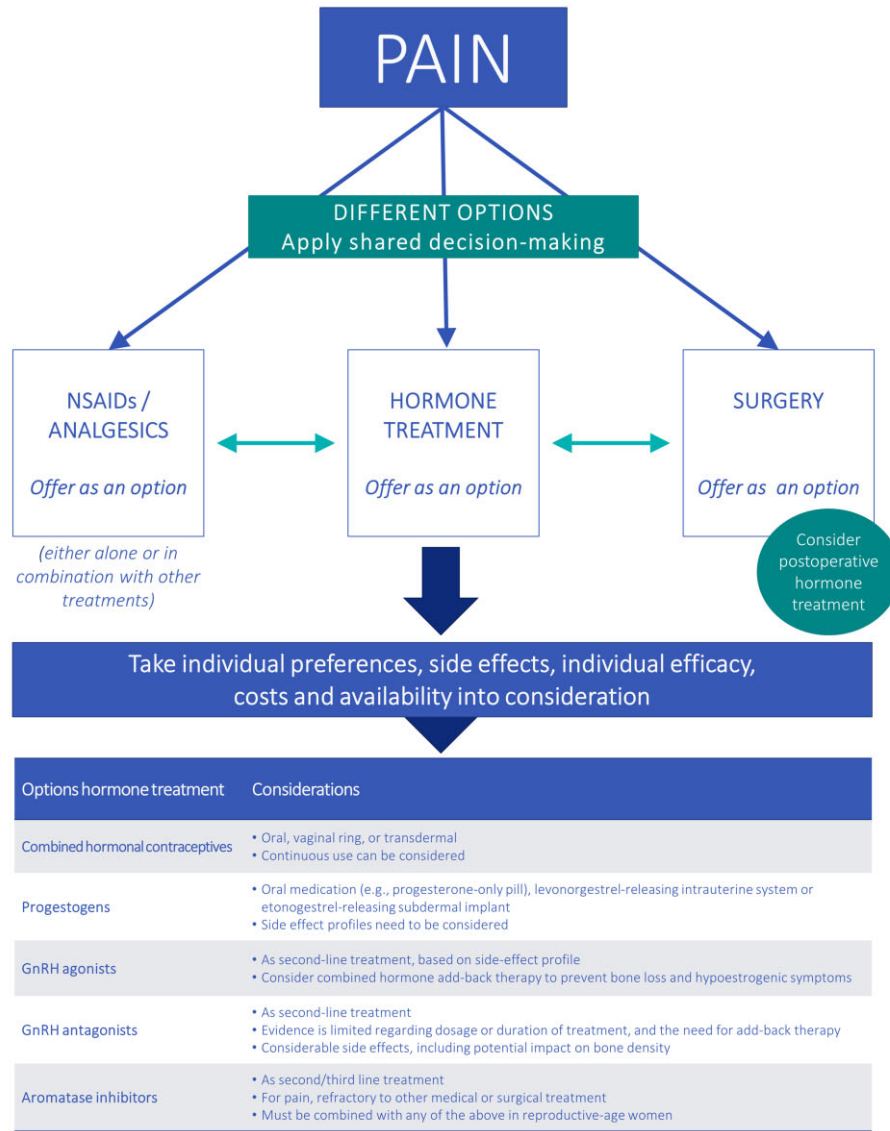 PAIN
DIFFERENT OPTIONS
Apply shared decision-making
NSAIDs /
ANALGESICS
Offer as an option
(either alone or in
combination with other
treatments)
HORMONE
TREATMENT
Offer as an option
SURGERY
Offer as  an option
Consider
postoperative
hormone
treatment
Take individual preferences, side effects, individual efficacy,
costs and availability into consideration
Options hormone treatment Considerations
Combined hormonal contraceptives
• Oral, vaginal ring, or transdermal
• Continuous use can be considered
Progestogens
• Oral medication (e.g., progesterone-only pill), levonorgestrel-releasing intrauterine system or
etonogestrel-releasing subdermal implant
• Side effect profiles need to be considered
GnRH agonists
• As second-line treatment, based on side-effect profile
• Consider combined hormone add-back therapy to prevent bone loss and hypoestrogenic symptoms
GnRH antagonists
• As second-line treatment
• Evidence is limited regarding dosage or duration of treatment, and the need for add-back therapy
• Considerable side effects, including potential impact on bone density
Aromatase inhibitors
• As second/third line treatment
• For pain, refractory to other medical or surgical treatment
• Must be combined with any of the above in reproductive-age women